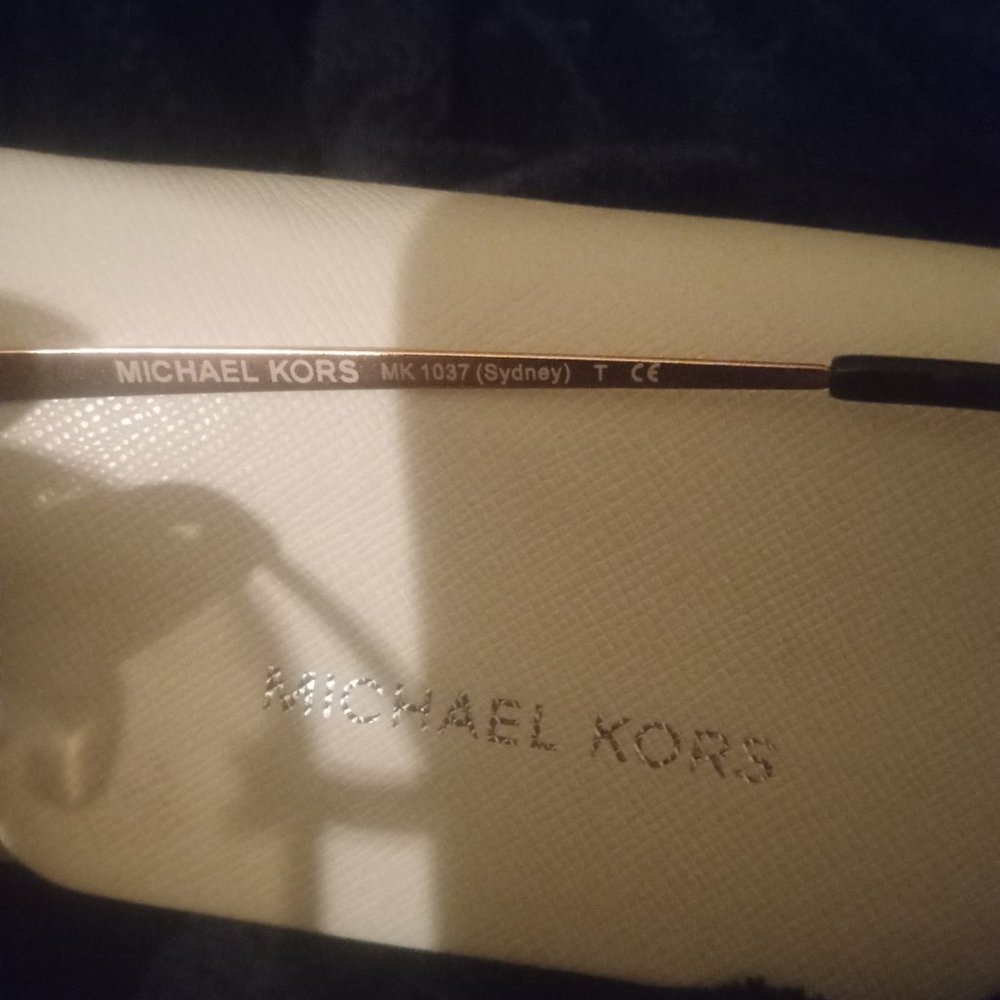 MICHAEL KORS MK 1037 (Sydney) T CE
MICHAEL KORS